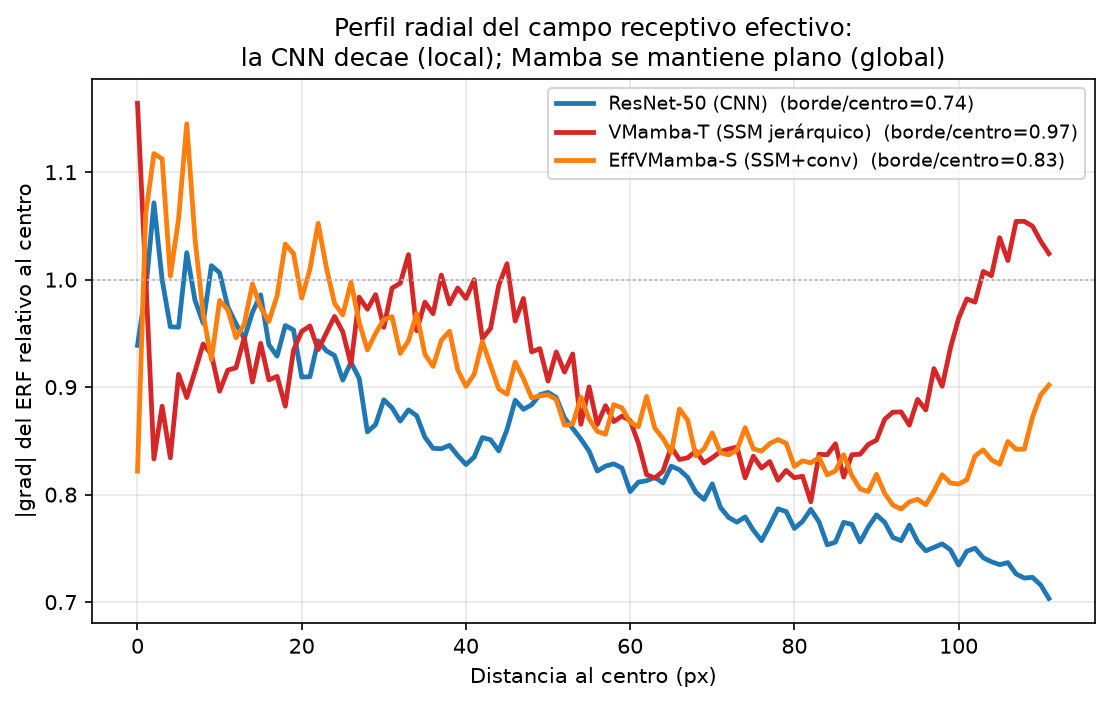 Perfil radial del campo receptivo efectivo:
la CNN decae (local); Mamba se mantiene plano (global)
ResNet-50 (CNN)  (borde/centro=0.74)
VMamba-T (SSM jerárquico)  (borde/centro=0.97)
EffVMamba-S (SSM+conv)  (borde/centro=0.83)
|grad| del ERF relativo al centro
1.1
1.0
0.9
0.8
0.7
0 20 40 60 80 100
Distancia al centro (px)